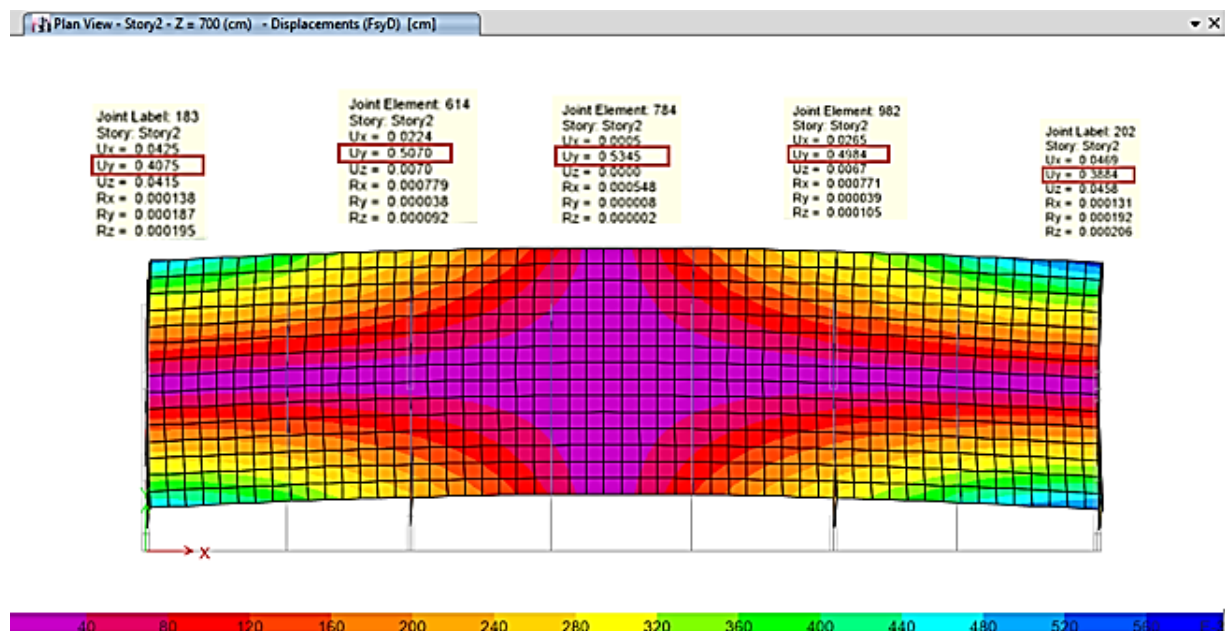 Plan View - Story2 - Z = 700 (cm) - Displacements (FsyD) [cm]
Joint Label: 183
Story: Story2
Ux = 0.0425
Uy = 0.4075
Uz = 0.0415
Rx = 0.000138
Ry = 0.000187
Rz = 0.000195
Joint Element: 614
Story: Story2
Ux = 0.0224
Uy = 0.5070
Uz = 0.0070
Rx = 0.000779
Ry = 0.000038
Rz = 0.000092
Joint Element: 784
Story: Story2
Ux = 0.0005
Uy = 0.5345
Uz = 0.0000
Rx = 0.000548
Ry = 0.000008
Rz = 0.000002
Joint Element: 982
Story: Story2
Ux = 0.0265
Uy = 0.4984
Uz = 0.0067
Rx = 0.000771
Ry = 0.000039
Rz = 0.000105
Joint Label: 202
Story: Story2
Ux = 0.0469
Uy = 0.3884
Uz = 0.0458
Rx = 0.000131
Ry = 0.000192
Rz = 0.000206
X
40 80 120 160 200 240 280 320 360 400 440 480 520 560